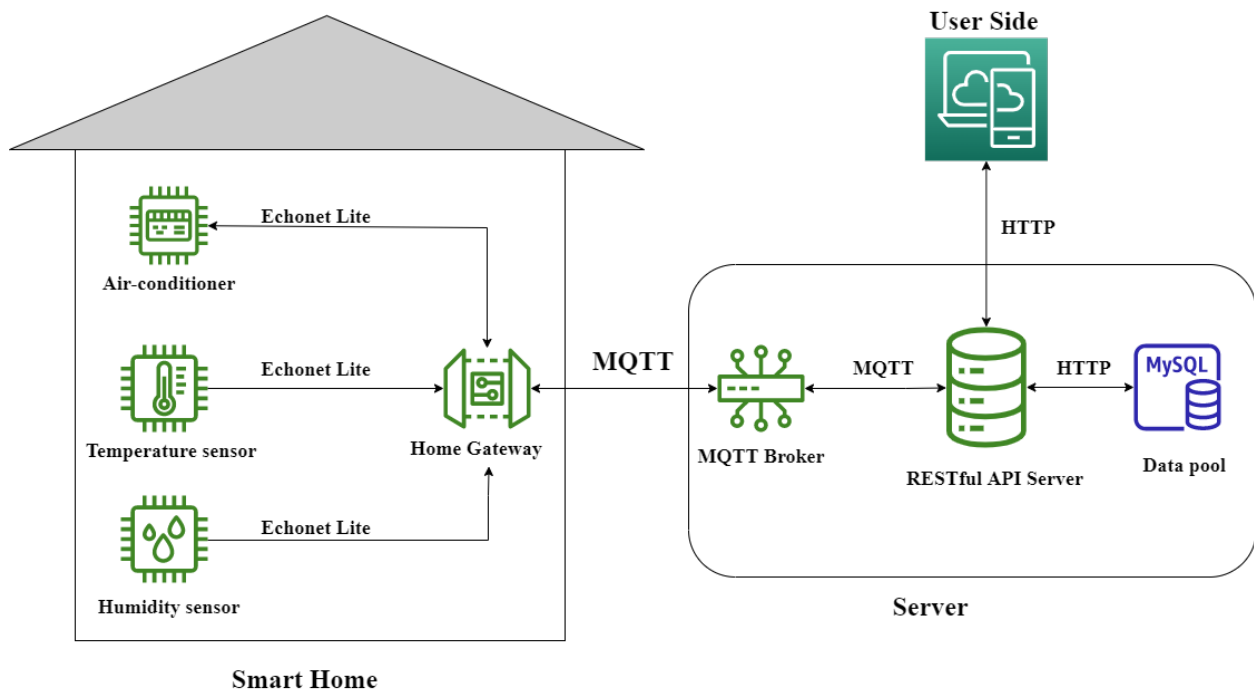 User Side
Echonet Lite
Air-conditioner
HTTP
Echonet Lite
Temperature sensor
Home Gateway
MQTT
MQTT Broker
MQTT
RESTful API Server
HTTP
MySQL
Data pool
Echonet Lite
Humidity sensor
Server
Smart Home